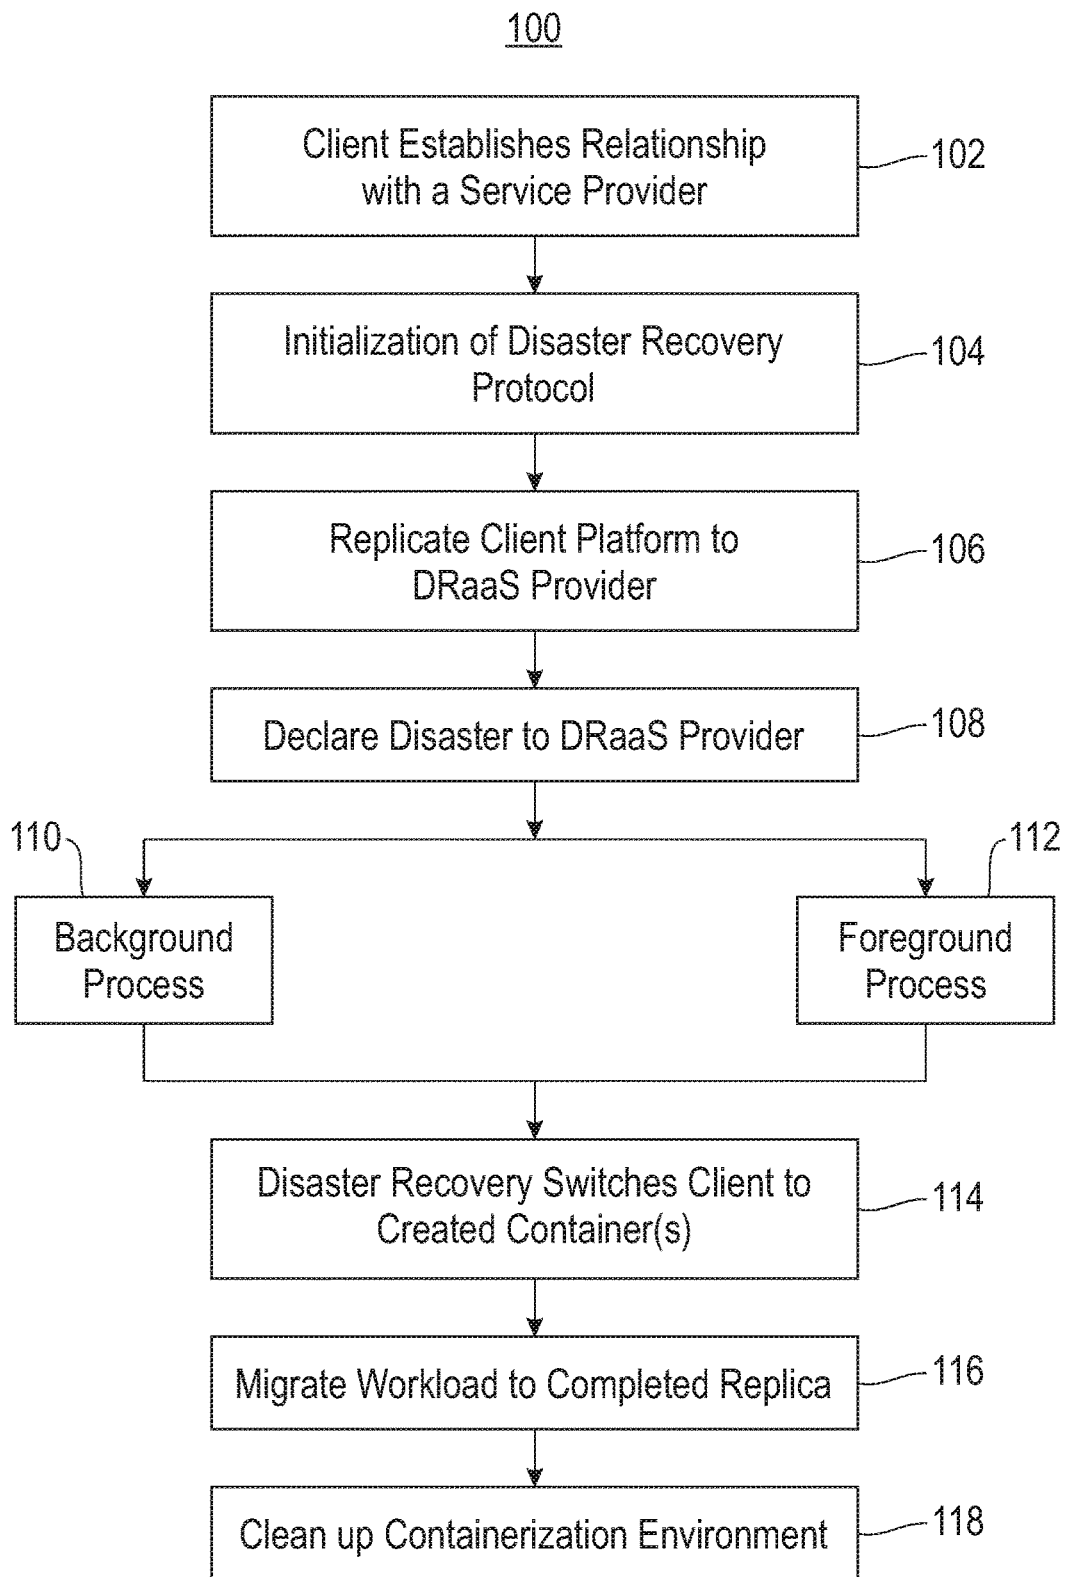 100
Client Establishes Relationship
with a Service Provider
102
Initialization of Disaster Recovery
Protocol
104
Replicate Client Platform to
DRaaS Provider
106
Declare Disaster to DRaaS Provider
108
110
112
Background
Process
Foreground
Process
Disaster Recovery Switches Client to
Created Container(s)
114
Migrate Workload to Completed Replica
116
Clean up Containerization Environment
118